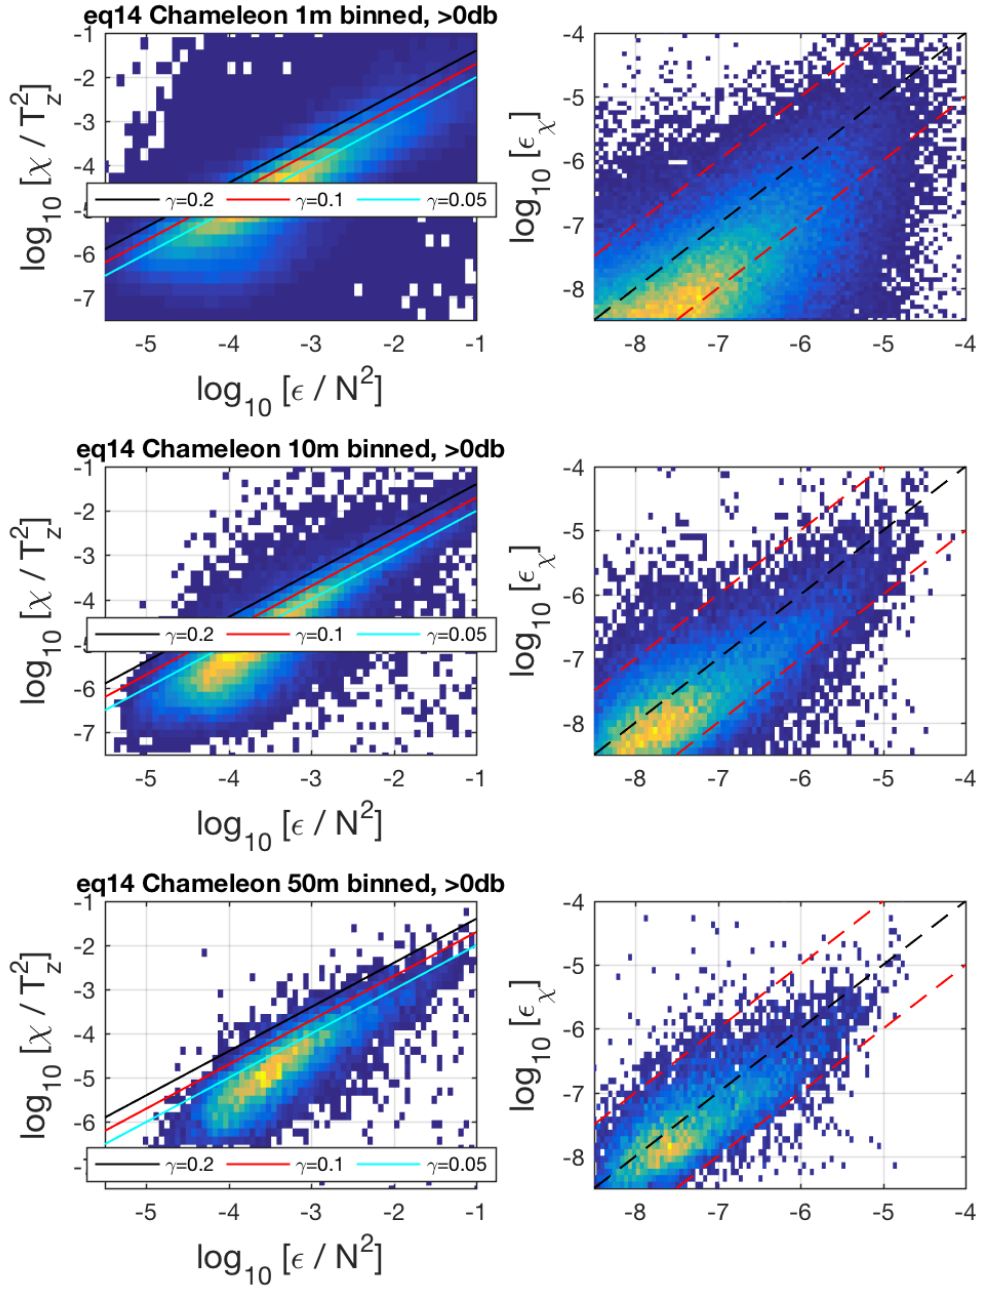 eq14 Chameleon 1m binned, >0db
-1
-2
-3
-4
-5
-6
-7
log10 [χ / T²z]
γ=0.2 γ=0.1 γ=0.05
-5 -4 -3 -2 -1
log10 [ϵ / N²]
-4
-5
-6
-7
-8
log10 [ϵχ]
-8 -7 -6 -5 -4
eq14 Chameleon 10m binned, >0db
-1
-2
-3
-4
-5
-6
-7
log10 [χ / T²z]
γ=0.2 γ=0.1 γ=0.05
-5 -4 -3 -2 -1
log10 [ϵ / N²]
-4
-5
-6
-7
-8
log10 [ϵχ]
-8 -7 -6 -5 -4
eq14 Chameleon 50m binned, >0db
-1
-2
-3
-4
-5
-6
-7
log10 [χ / T²z]
γ=0.2 γ=0.1 γ=0.05
-5 -4 -3 -2 -1
log10 [ϵ / N²]
-4
-5
-6
-7
-8
log10 [ϵχ]
-8 -7 -6 -5 -4